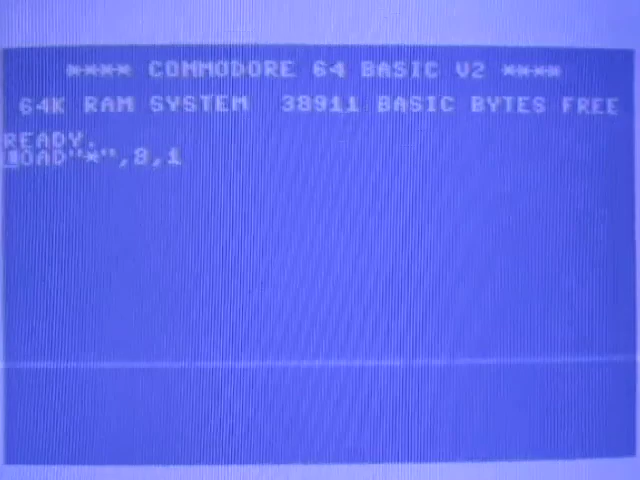 **** COMMODORE 64 BASIC V2 ****
64K RAM SYSTEM 38911 BASIC BYTES FREE
READY.
LOAD"*",8,1